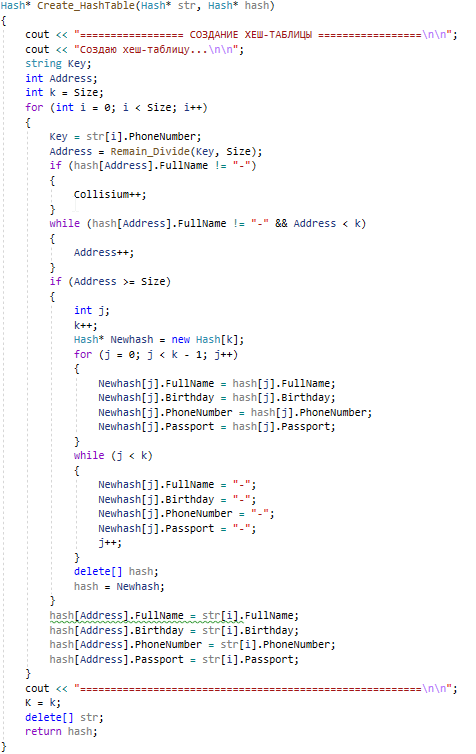 Hash* Create_HashTable(Hash* str, Hash* hash)
{
    cout << "================= СОЗДАНИЕ ХЕШ-ТАБЛИЦЫ =================\n\n";
    cout << "Создаю хеш-таблицу...\n\n";
    string Key;
    int Address;
    int k = Size;
    for (int i = 0; i < Size; i++)
    {
        Key = str[i].PhoneNumber;
        Address = Remain_Divide(Key, Size);
        if (hash[Address].FullName != "-")
        {
            Collisium++;
        }
        while (hash[Address].FullName != "-" && Address < k)
        {
            Address++;
        }
        if (Address >= Size)
        {
            int j;
            k++;
            Hash* Newhash = new Hash[k];
            for (j = 0; j < k - 1; j++)
            {
                Newhash[j].FullName = hash[j].FullName;
                Newhash[j].Birthday = hash[j].Birthday;
                Newhash[j].PhoneNumber = hash[j].PhoneNumber;
                Newhash[j].Passport = hash[j].Passport;
            }
            while (j < k)
            {
                Newhash[j].FullName = "-";
                Newhash[j].Birthday = "-";
                Newhash[j].PhoneNumber = "-";
                Newhash[j].Passport = "-";
                j++;
            }
            delete[] hash;
            hash = Newhash;
        }
        hash[Address].FullName = str[i].FullName;
        hash[Address].Birthday = str[i].Birthday;
        hash[Address].PhoneNumber = str[i].PhoneNumber;
        hash[Address].Passport = str[i].Passport;
    }
    cout << "========================================================\n\n";
    K = k;
    delete[] str;
    return hash;
}